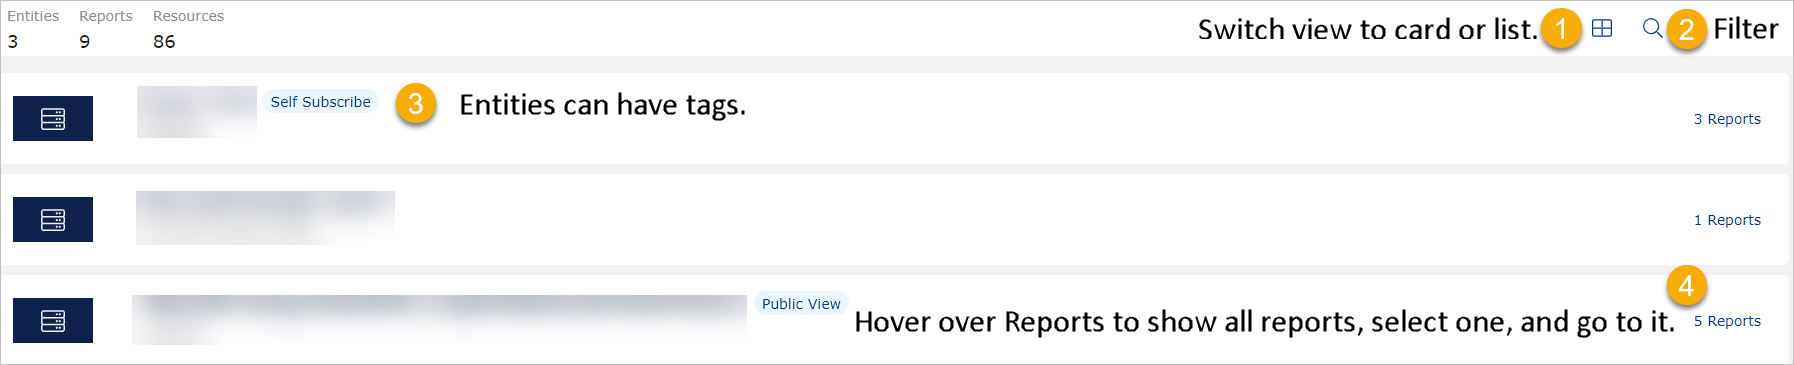 Entities Reports Resources
3 9 86
Switch view to card or list. 1 2 Filter
Self Subscribe 3 Entities can have tags.
3 Reports
1 Reports
4
Public View
Hover over Reports to show all reports, select one, and go to it. 5 Reports